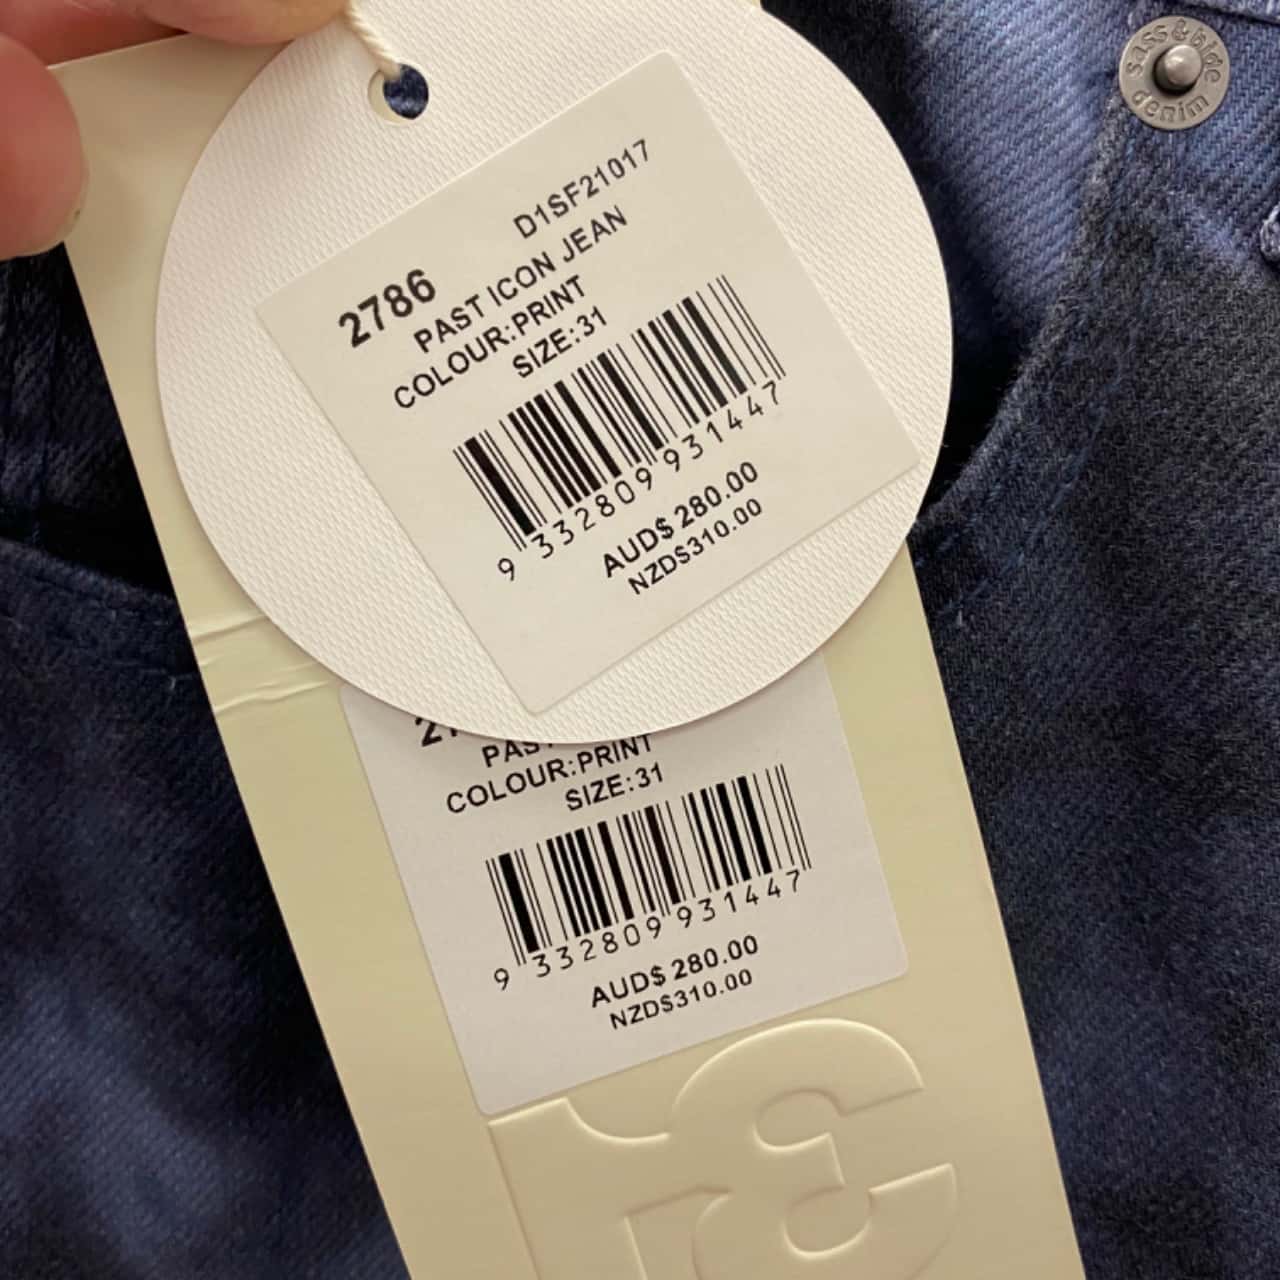 sass & bide
denim
D1SF21017
2786
PAST ICON JEAN
COLOUR:PRINT
SIZE:31
9 332809 931447
AUD$ 280.00
NZD$310.00
COLOUR:PRINT
SIZE:31
9 332809 931447
AUD$ 280.00
NZD$310.00